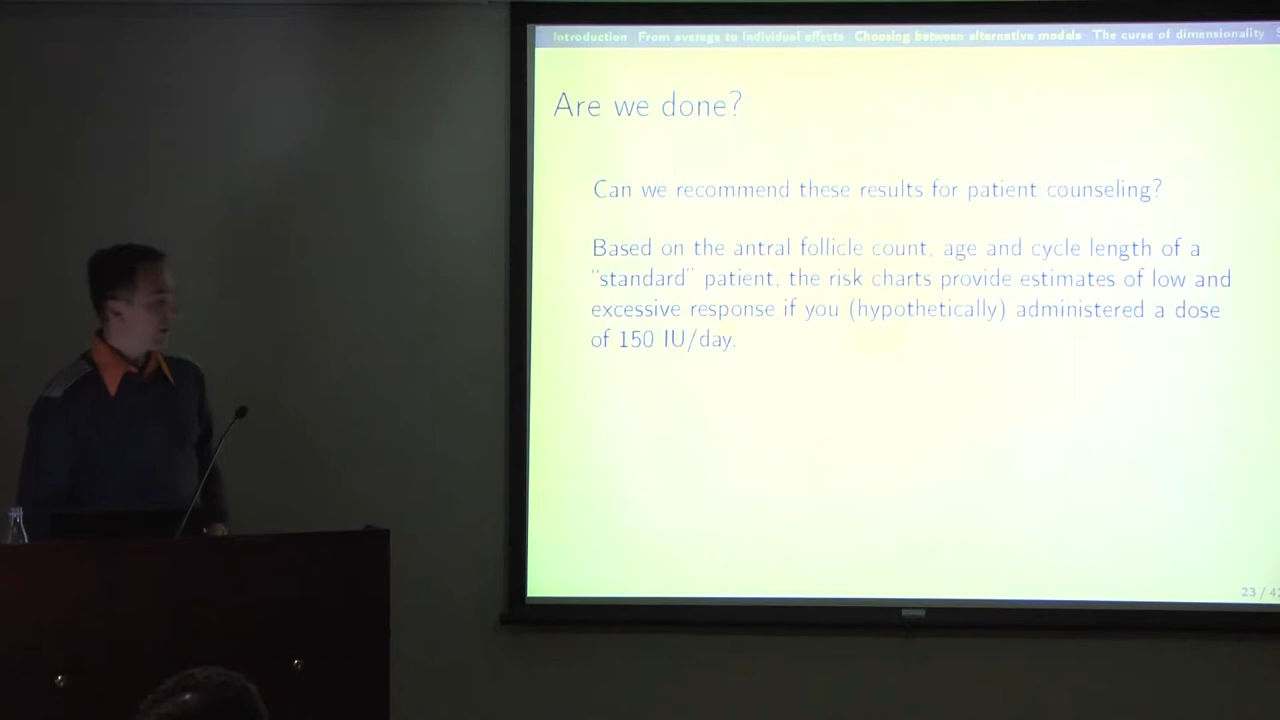 Introduction From average to individual effects Choosing between alternative models The curse of dimensionality
Are we done?
Can we recommend these results for patient counseling?
Based on the antral follicle count, age and cycle length of a
“standard” patient, the risk charts provide estimates of low and
excessive response if you (hypothetically) administered a dose
of 150 IU/day.
23 / 42